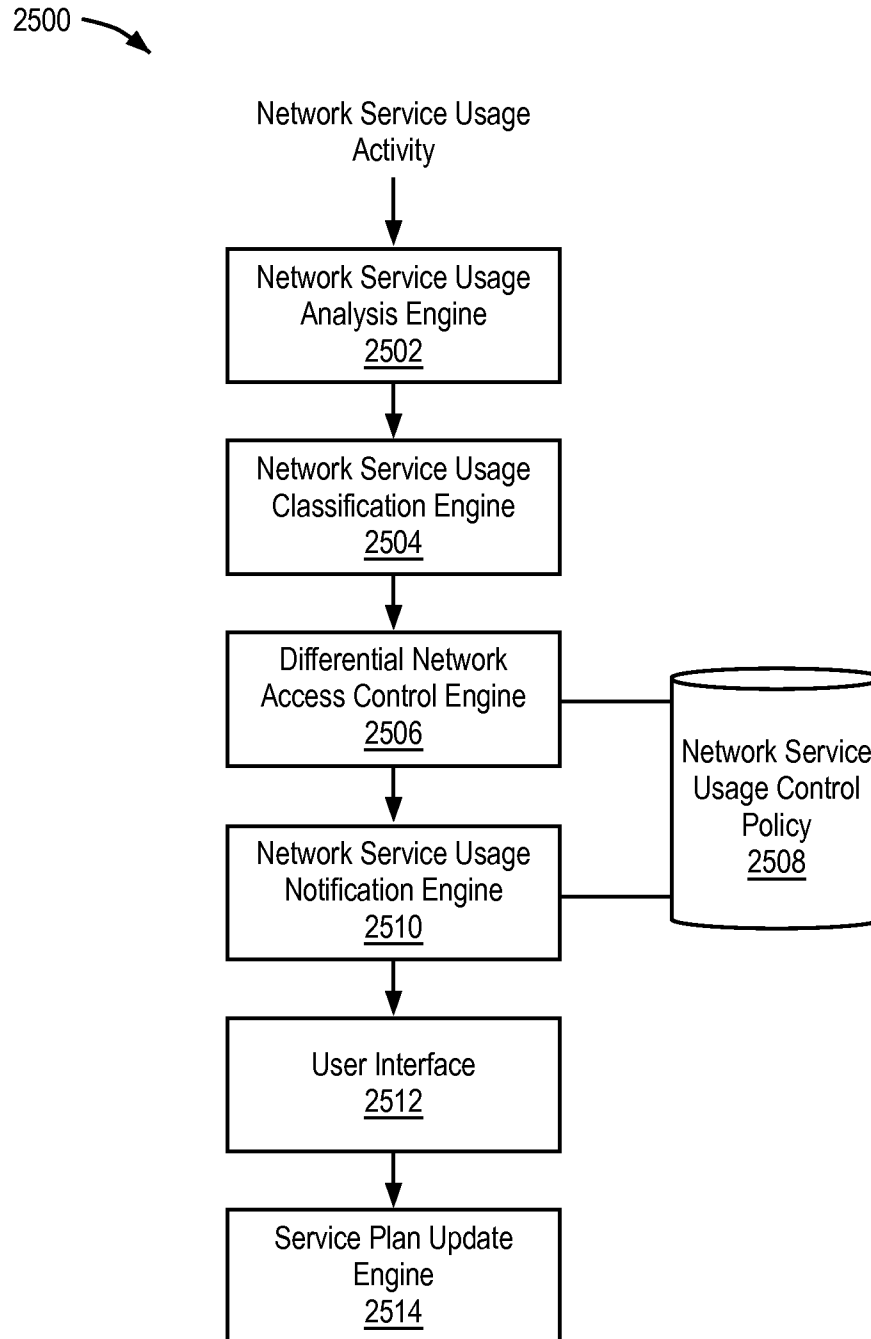 2500
Network Service Usage
Activity
Network Service Usage
Analysis Engine
2502
Network Service Usage
Classification Engine
2504
Differential Network
Access Control Engine
2506
Network Service
Usage Control
Policy
2508
Network Service Usage
Notification Engine
2510
User Interface
2512
Service Plan Update
Engine
2514